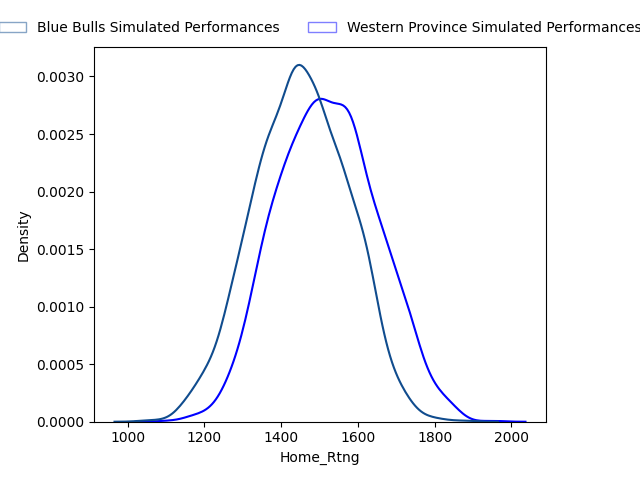 Blue Bulls Simulated Performances Western Province Simulated Performances
0.0030
0.0025
0.0020
0.0015
0.0010
0.0005
0.0000
Density
1000 1200 1400 1600 1800 2000
Home_Rtng